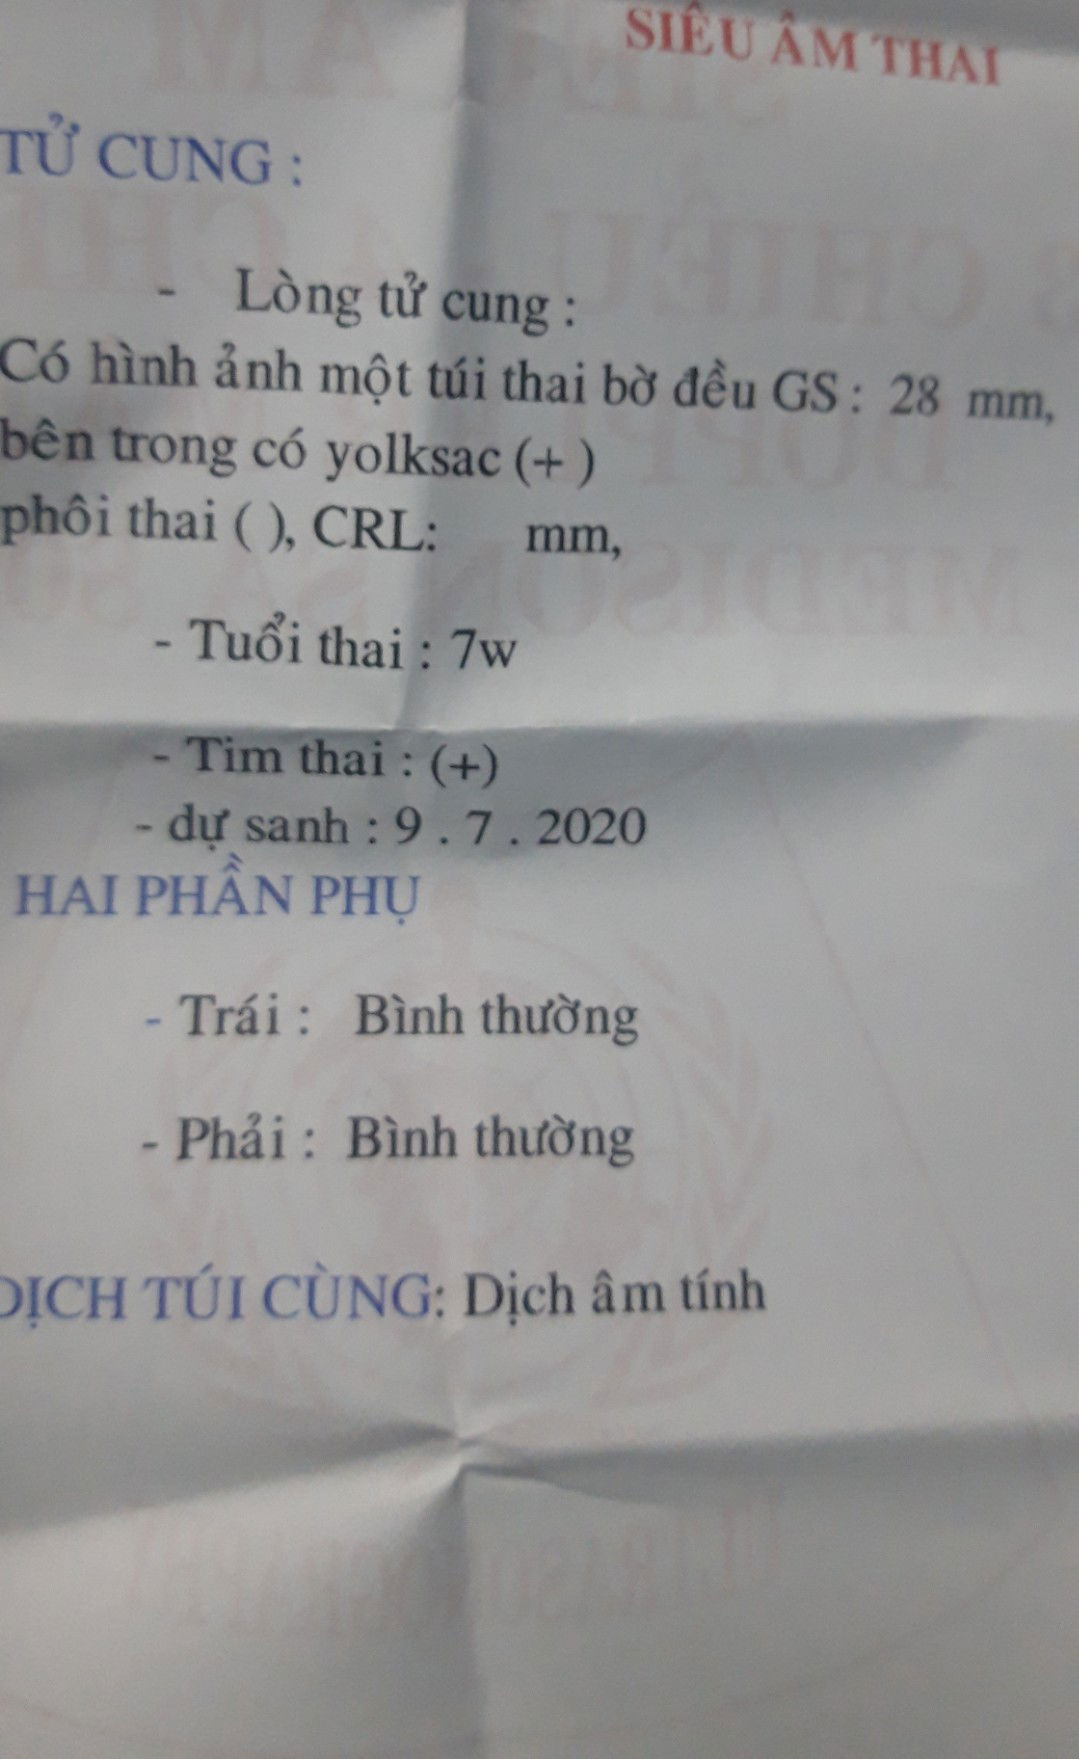 SIÊU ÂM THAI
TỬ CUNG :
- Lòng tử cung :
Có hình ảnh một túi thai bờ đều GS : 28 mm,
bên trong có yolksac (+ )
phôi thai ( ), CRL: mm,
- Tuổi thai : 7w
- Tim thai : (+)
- dự sanh : 9 . 7 . 2020
HAI PHẦN PHỤ
- Trái : Bình thường
- Phải : Bình thường
DỊCH TÚI CÙNG: Dịch âm tính